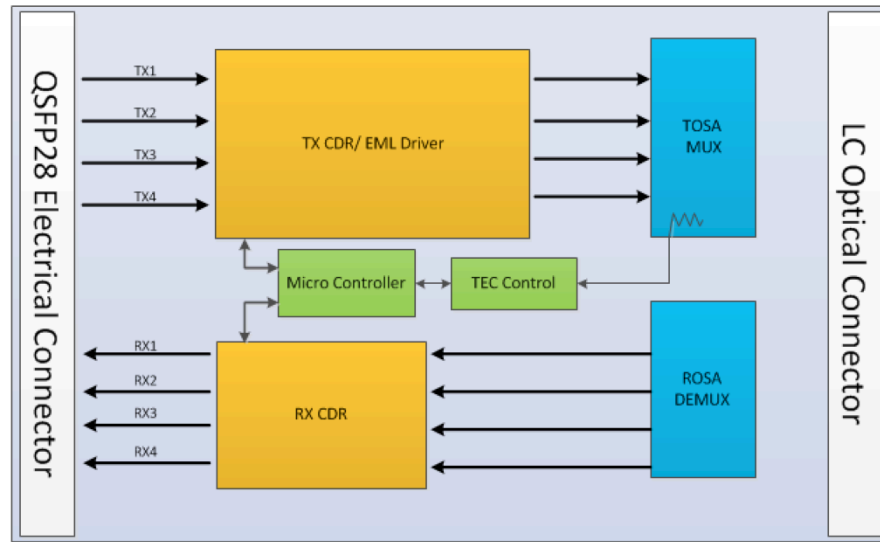 QSFP28 Electrical Connector
TX1
TX2
TX3
TX4
TX CDR/ EML Driver
TOSA
MUX
LC Optical Connector
Micro Controller
TEC Control
RX1
RX2
RX3
RX4
RX CDR
ROSA
DEMUX